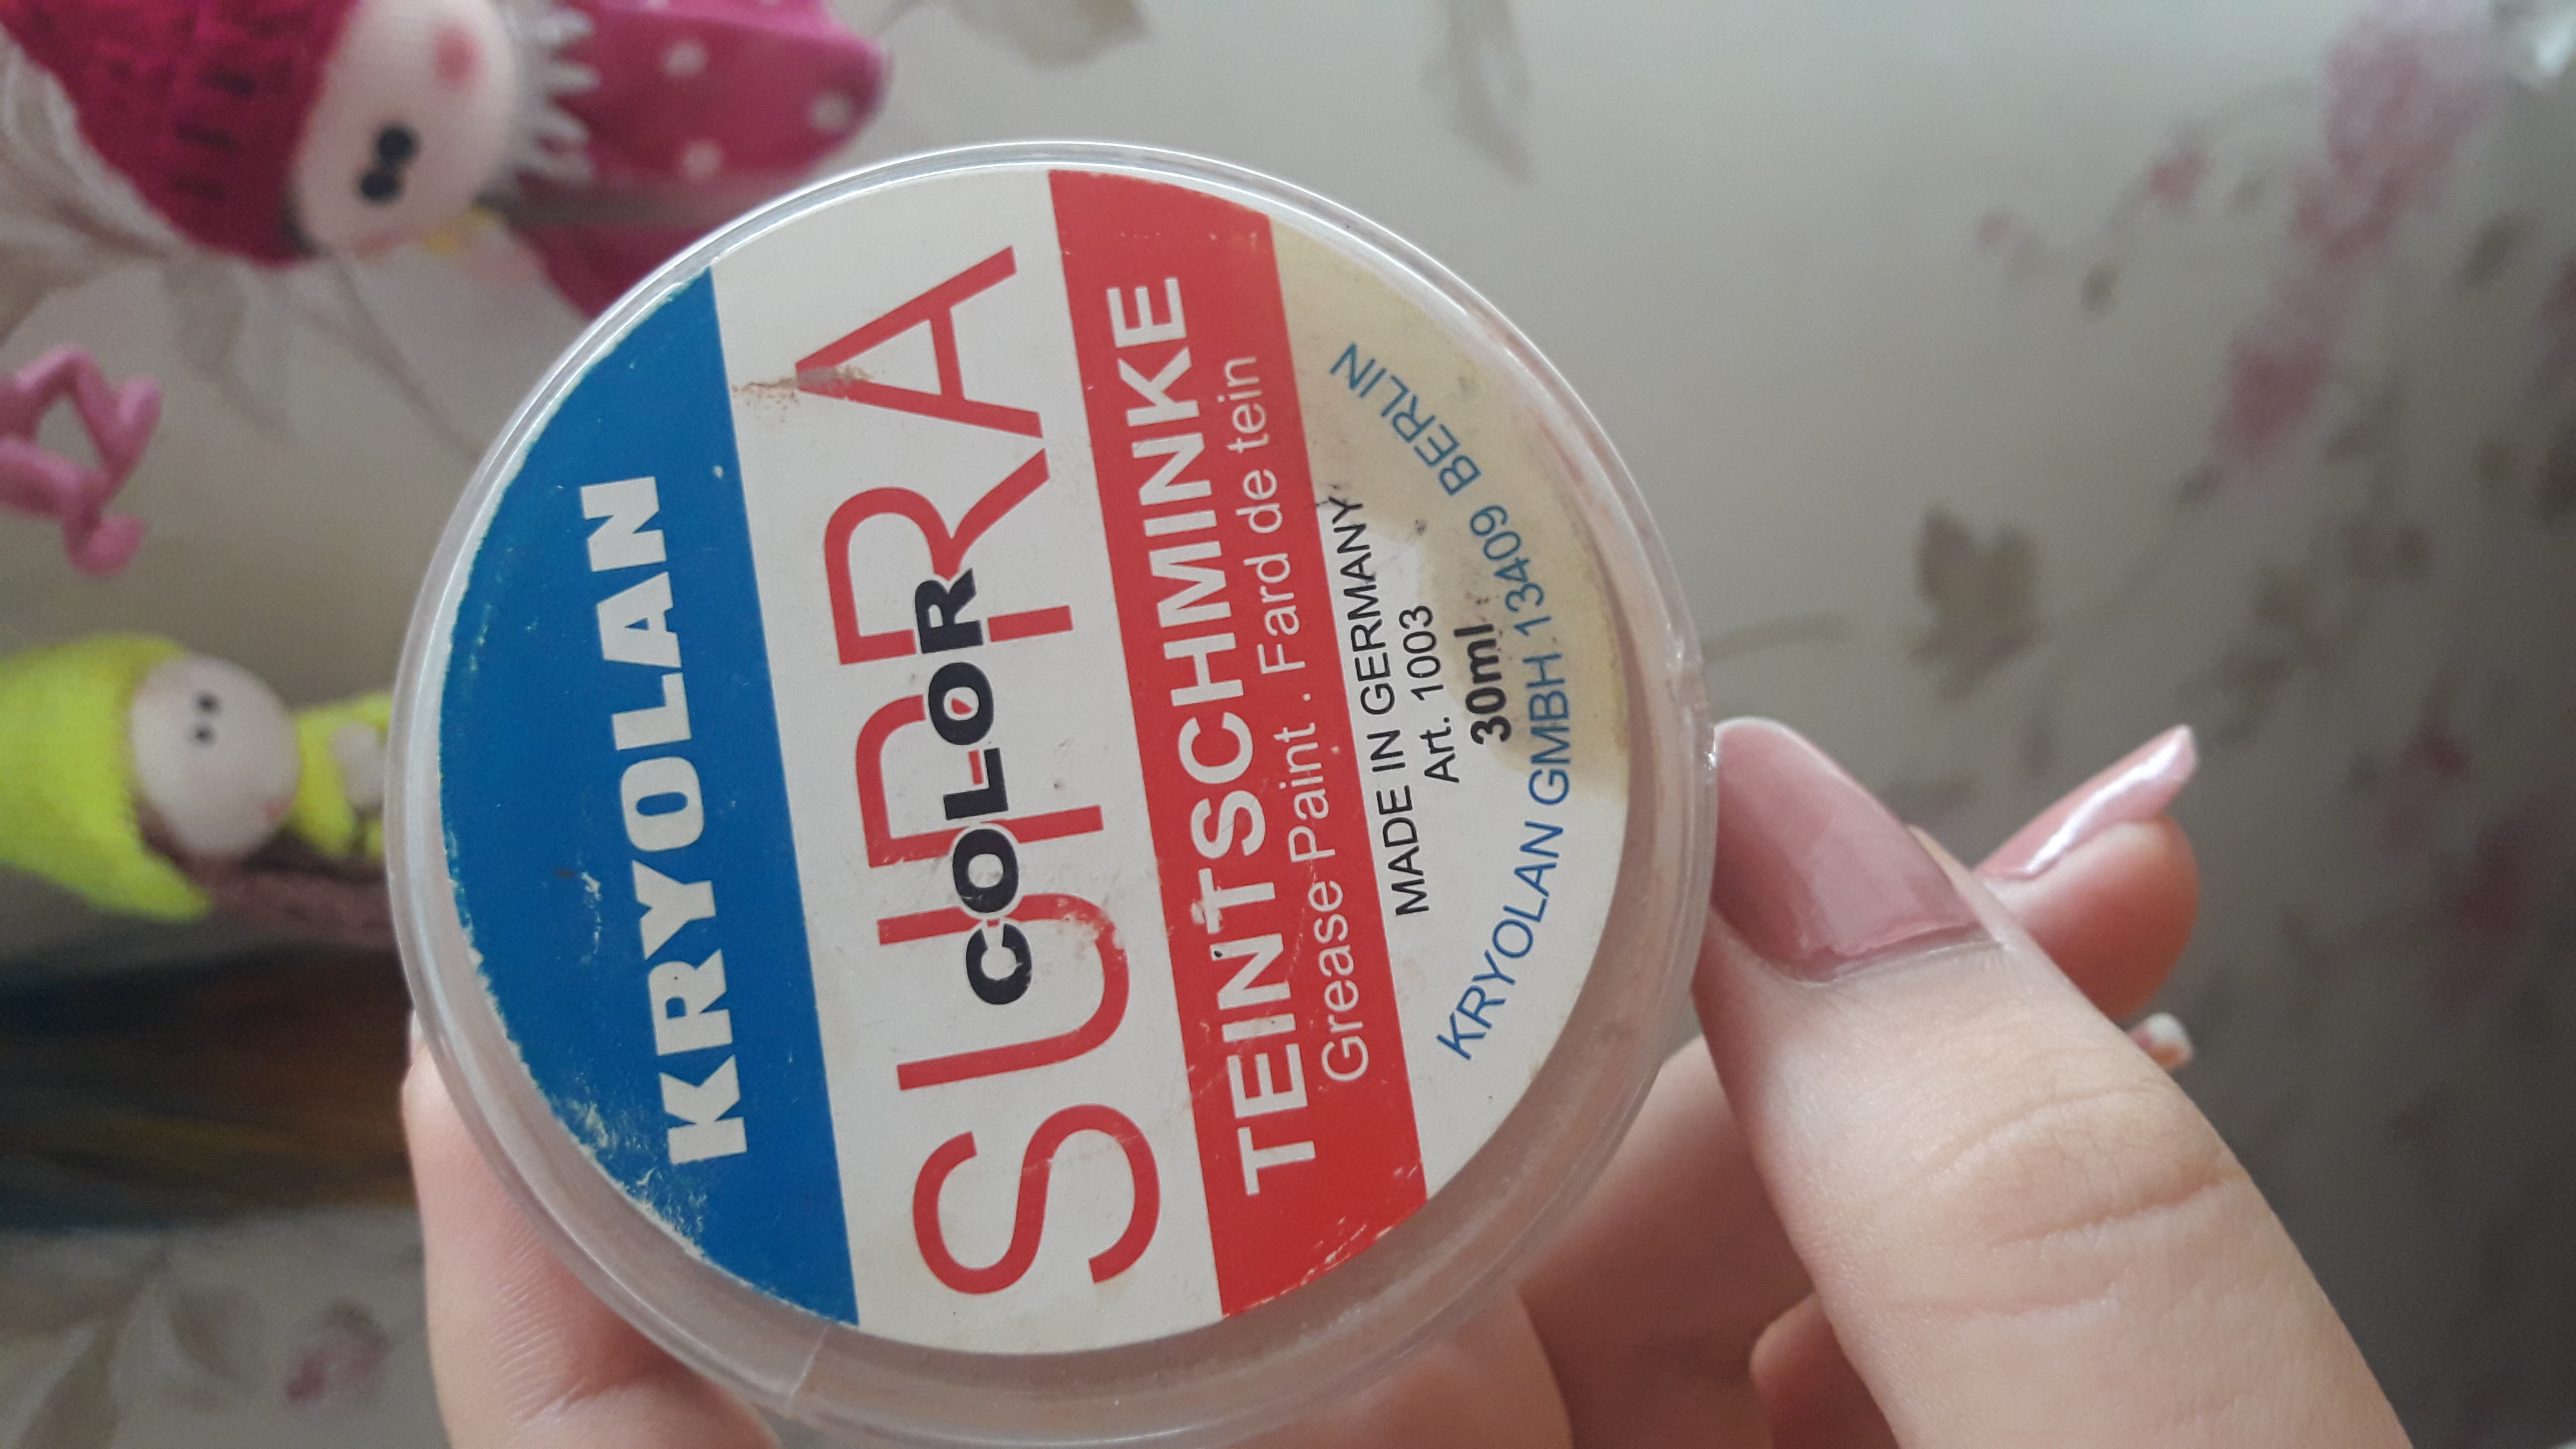 KRYOLAN
SUPRA
COLOR
TEINTSCHMINKE
Grease Paint . Fard de tein
MADE IN GERMANY
Art. 1003
30ml
KRYOLAN GMBH 13409 BERLIN